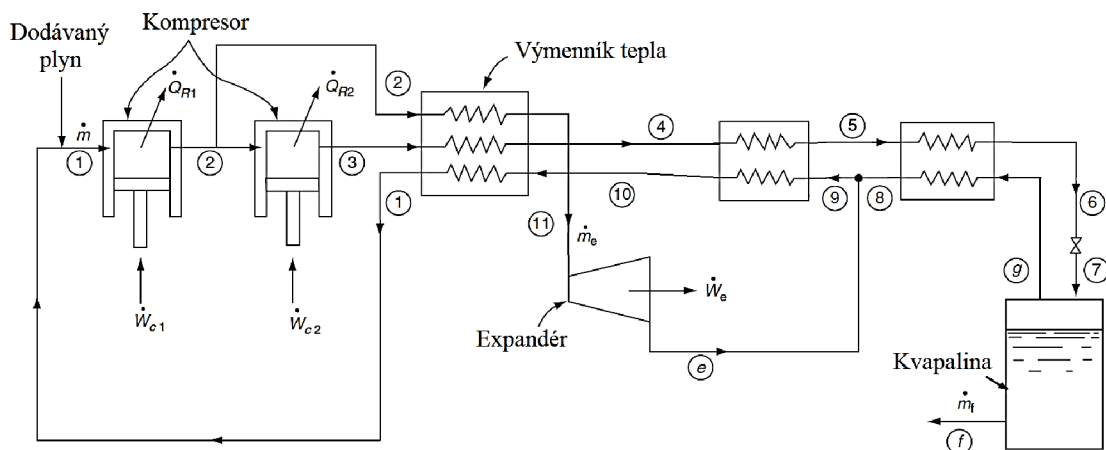 Kompresor
Dodávaný
plyn
Výmenník tepla
Q̇R1
Q̇R2
2
ṁ
1
2
3
4
5
1
10
9
8
6
11
ṁe
g
7
Ẇc1
Ẇc2
Ẇe
Expandér
e
Kvapalina
ṁf
f